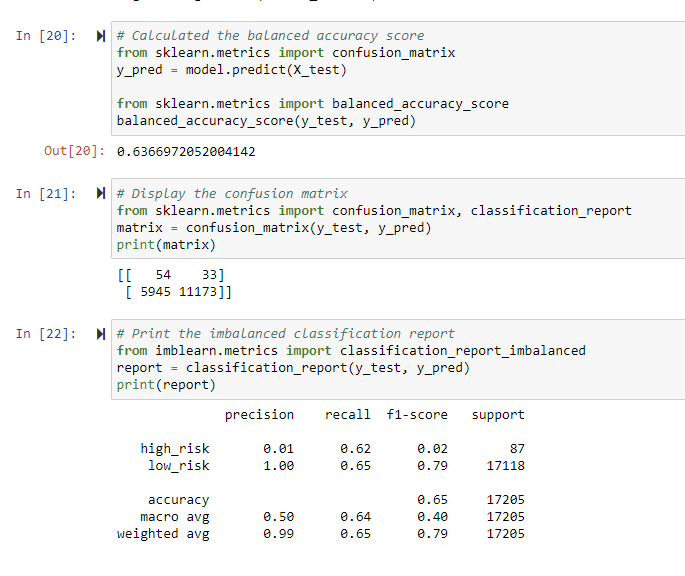 In [20]: # Calculated the balanced accuracy score
from sklearn.metrics import confusion_matrix
y_pred = model.predict(X_test)
from sklearn.metrics import balanced_accuracy_score
balanced_accuracy_score(y_test, y_pred)
Out[20]: 0.6366972052004142
In [21]: # Display the confusion matrix
from sklearn.metrics import confusion_matrix, classification_report
matrix = confusion_matrix(y_test, y_pred)
print(matrix)
[[   54    33]
 [ 5945 11173]]
In [22]: # Print the imbalanced classification report
from imblearn.metrics import classification_report_imbalanced
report = classification_report(y_test, y_pred)
print(report)
precision recall f1-score support
high_risk 0.01 0.62 0.02 87
low_risk 1.00 0.65 0.79 17118
accuracy 0.65 17205
macro avg 0.50 0.64 0.40 17205
weighted avg 0.99 0.65 0.79 17205